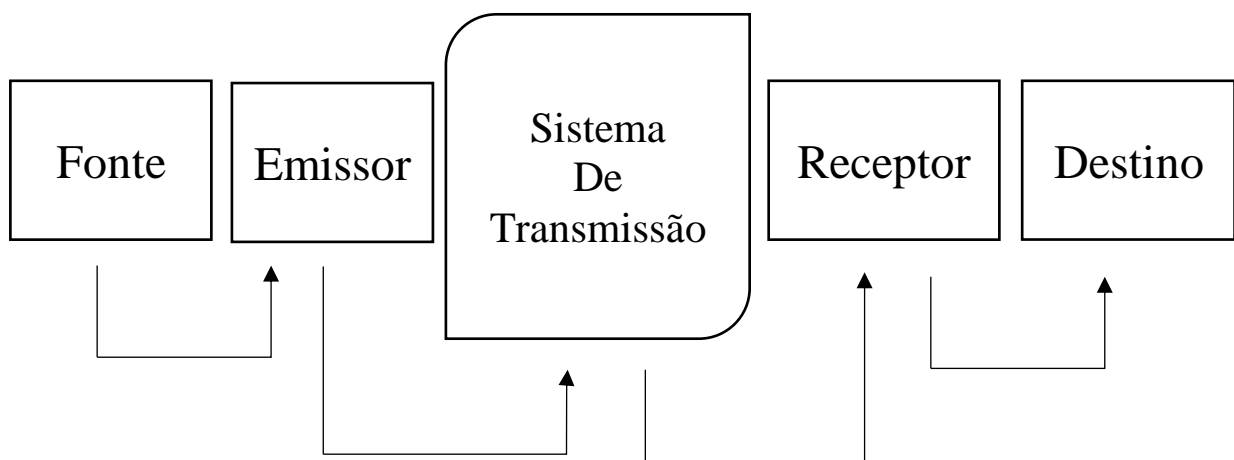 Fonte
Emissor
Sistema
De
Transmissão
Receptor
Destino